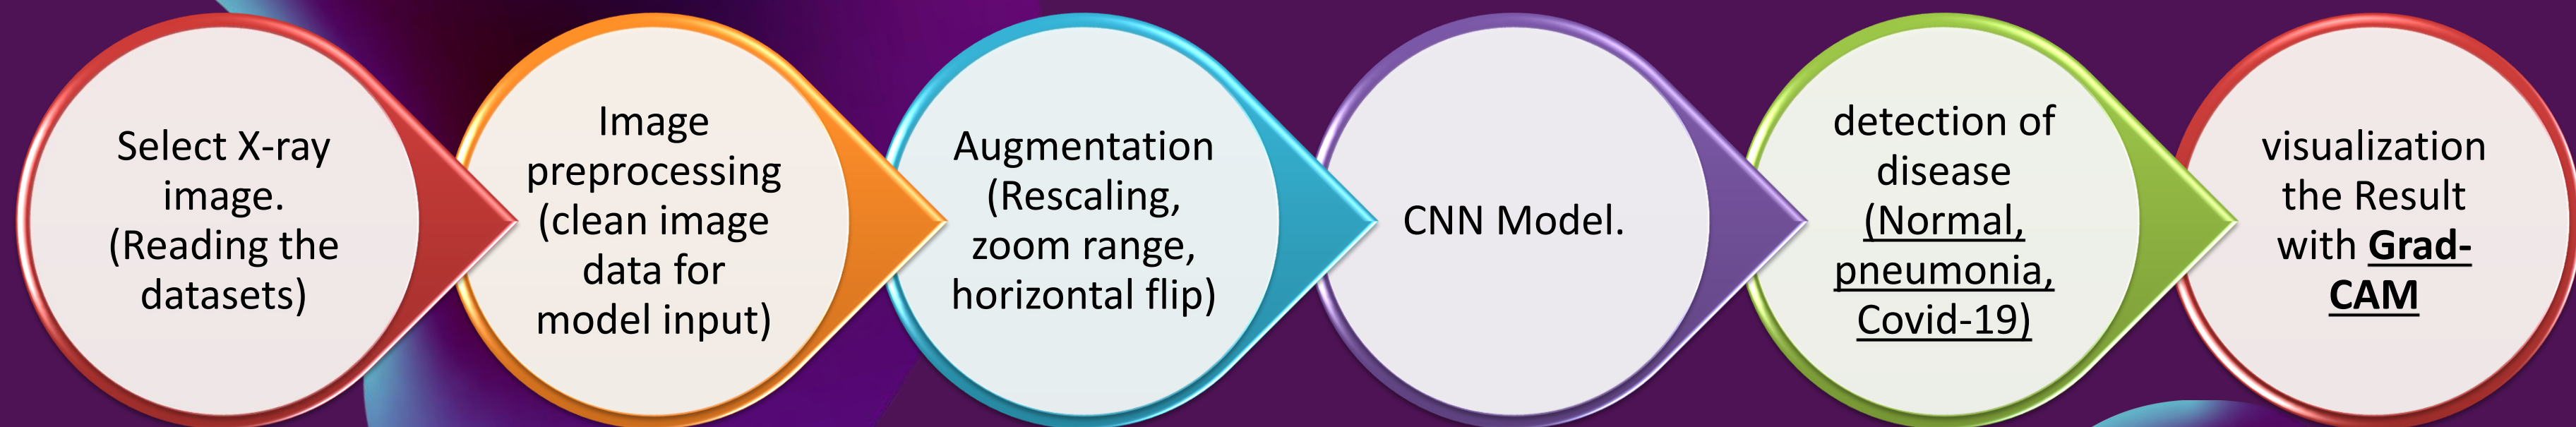 Select X-ray
image.
(Reading the
datasets)
Image
preprocessing
(clean image
data for
model input)
Augmentation
(Rescaling,
zoom range,
horizontal flip)
CNN Model.
detection of
disease
(Normal,
pneumonia,
Covid-19)
visualization
the Result
with Grad-
CAM